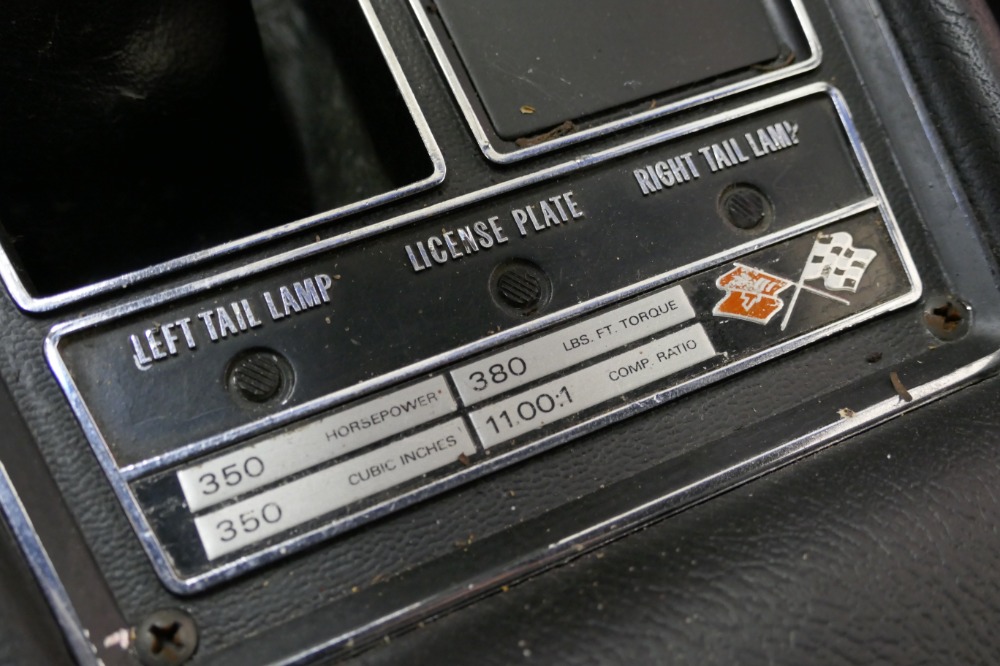 LEFT TAIL LAMP
LICENSE PLATE
RIGHT TAIL LAMP
350 HORSEPOWER*
380 LBS. FT. TORQUE
350 CUBIC INCHES
11.00:1 COMP. RATIO